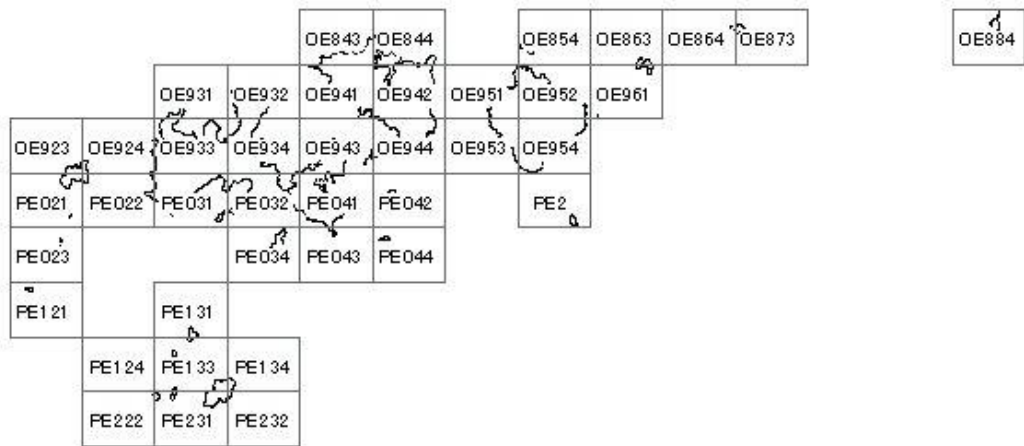 OE843 OE844 OE854 OE863 OE864 OE873 OE884
OE931 OE932 OE941 OE942 OE951 OE952 OE961
OE923 OE924 OE933 OE934 OE943 OE944 OE953 OE954
PE021 PE022 PE031 PE032 PE041 PE042 PE2
PE023 PE034 PE043 PE044
PE121 PE131
PE124 PE133 PE134
PE222 PE231 PE232